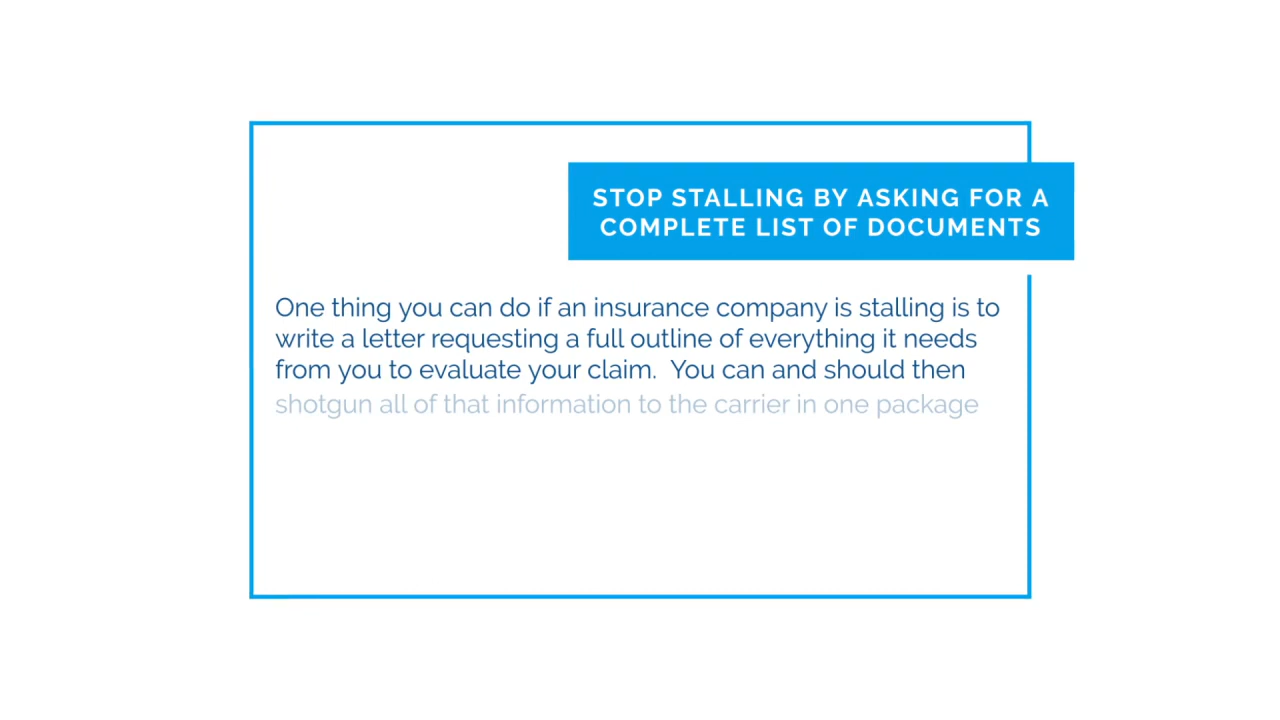 STOP STALLING BY ASKING FOR A
COMPLETE LIST OF DOCUMENTS
One thing you can do if an insurance company is stalling is to
write a letter requesting a full outline of everything it needs
from you to evaluate your claim.  You can and should then
shotgun all of that information to the carrier in one package